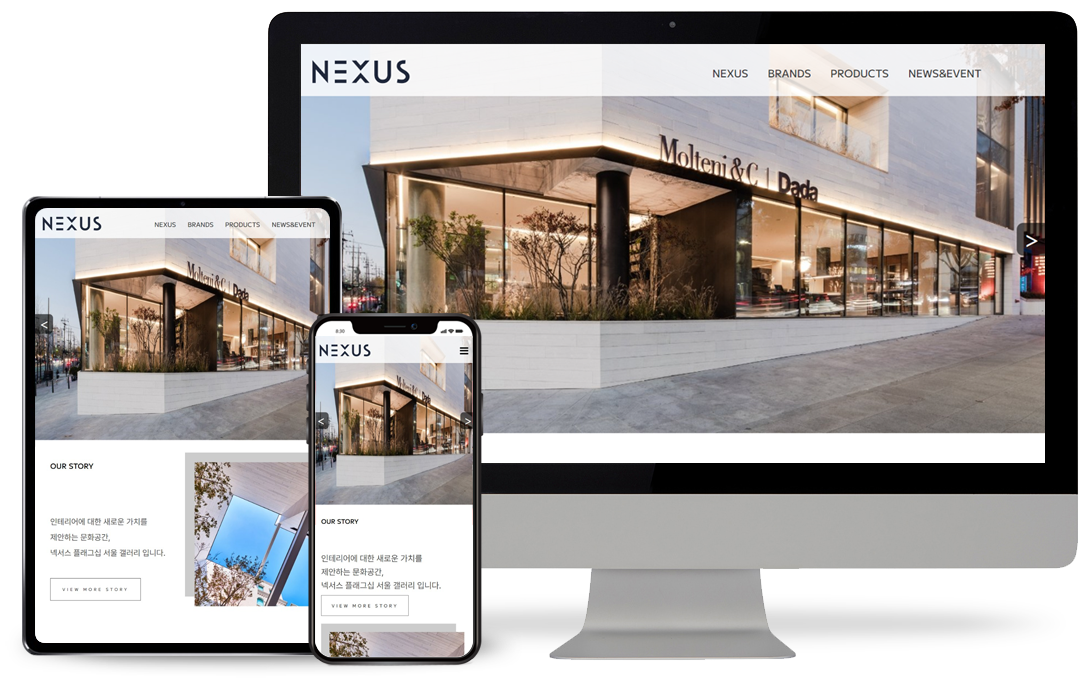 NEXUS
NEXUS BRANDS PRODUCTS NEWS&EVENT
Molteni&C | Dada
>
NEXUS
NEXUS BRANDS PRODUCTS NEWS&EVENT
Molteni&C | Dada
<
OUR STORY
인테리어에 대한 새로운 가치를
제안하는 문화공간,
넥서스 플래그십 서울 갤러리 입니다.
VIEW MORE STORY
8:30
NEXUS
Molteni&C | Dada
< >
OUR STORY
인테리어에 대한 새로운 가치를
제안하는 문화공간,
넥서스 플래그십 서울 갤러리 입니다.
VIEW MORE STORY